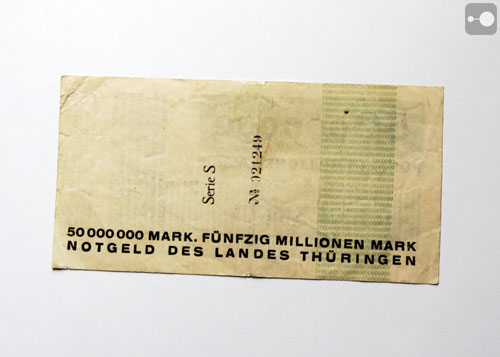 Serie S
№ 021249
50 000 000 MARK. FÜNFZIG MILLIONEN MARK
NOTGELD DES LANDES THÜRINGEN